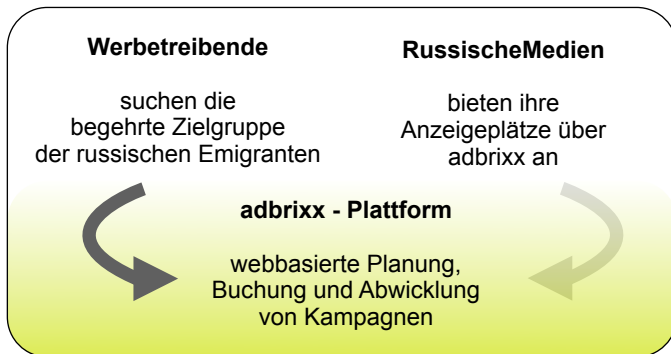 Werbetreibende
suchen die
begehrte Zielgruppe
der russischen Emigranten
RussischeMedien
bieten ihre
Anzeigeplätze über
adbrixx an
adbrixx - Plattform
webbasierte Planung,
Buchung und Abwicklung
von Kampagnen